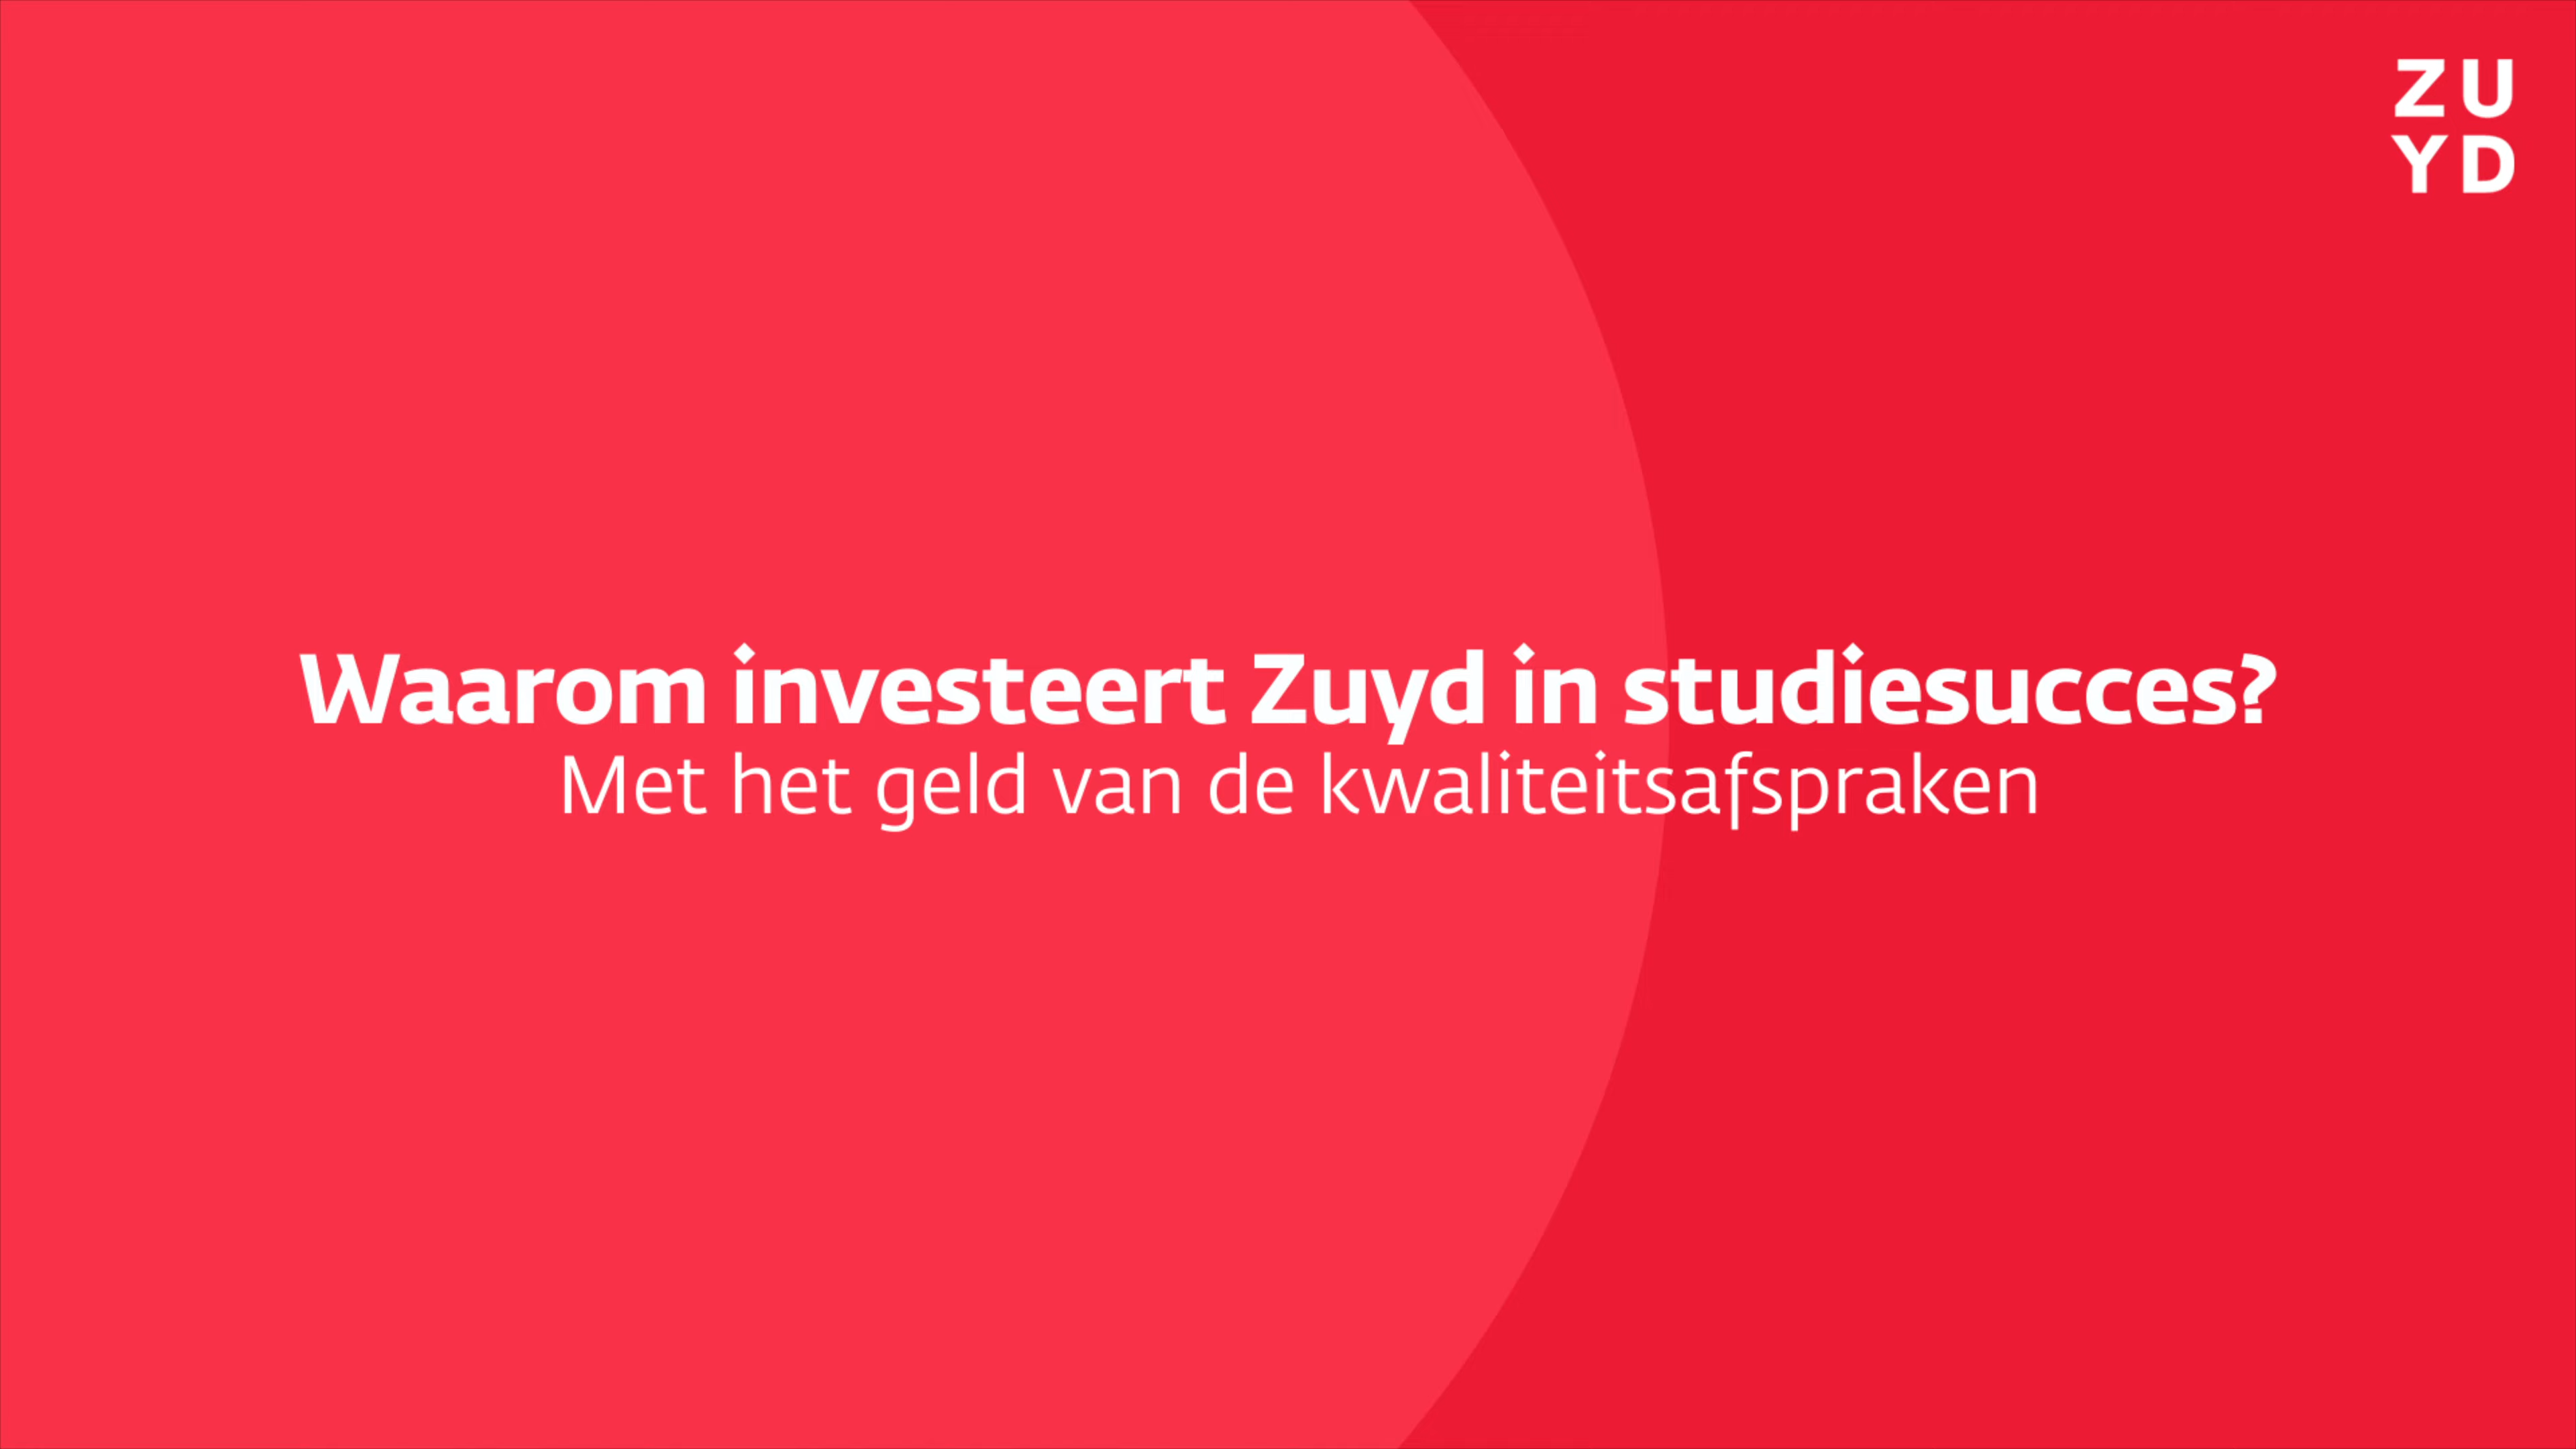 ZU
YD
Waarom investeert Zuyd in studiesucces?
Met het geld van de kwaliteitsafspraken